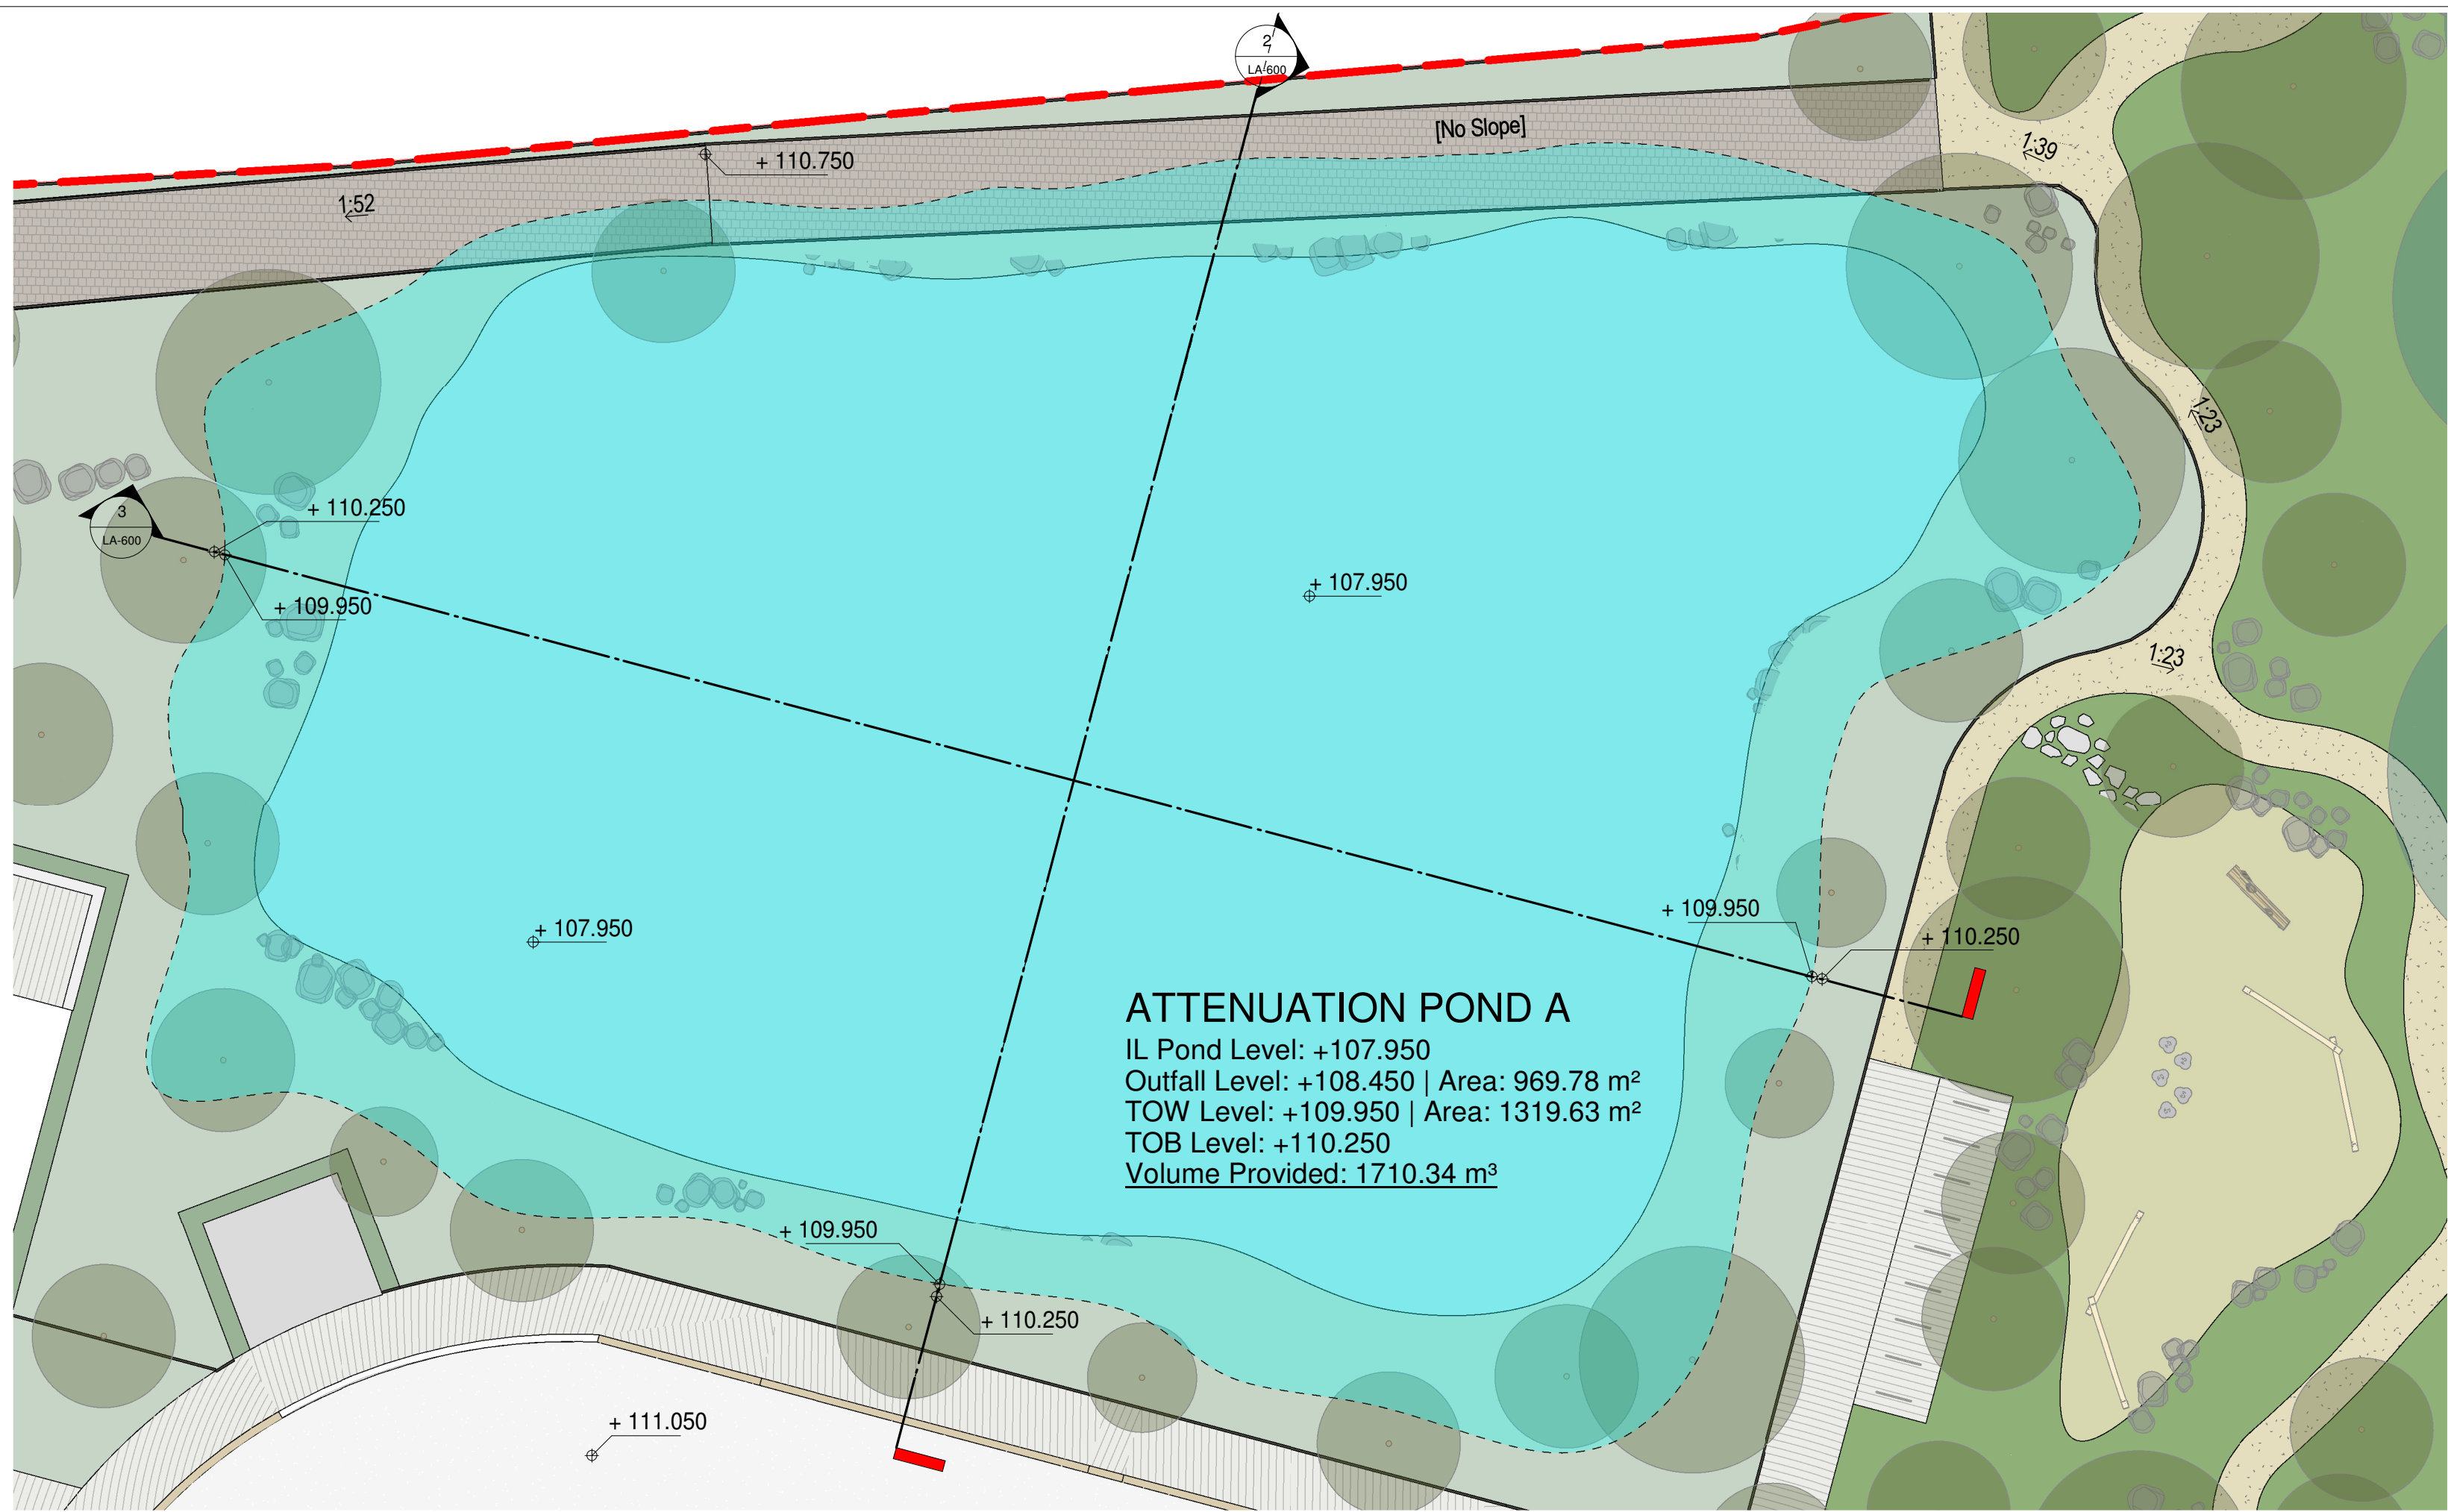 2
LA-600
[No Slope]
1:39
+ 110.750
1:52
1:23
+ 110.250
3
LA-600
+ 107.950
+ 109.950
1:23
+ 109.950
+ 107.950
+ 110.250
ATTENUATION POND A
IL Pond Level: +107.950
Outfall Level: +108.450 | Area: 969.78 m²
TOW Level: +109.950 | Area: 1319.63 m²
TOB Level: +110.250
Volume Provided: 1710.34 m³
+ 109.950
+ 110.250
+ 111.050